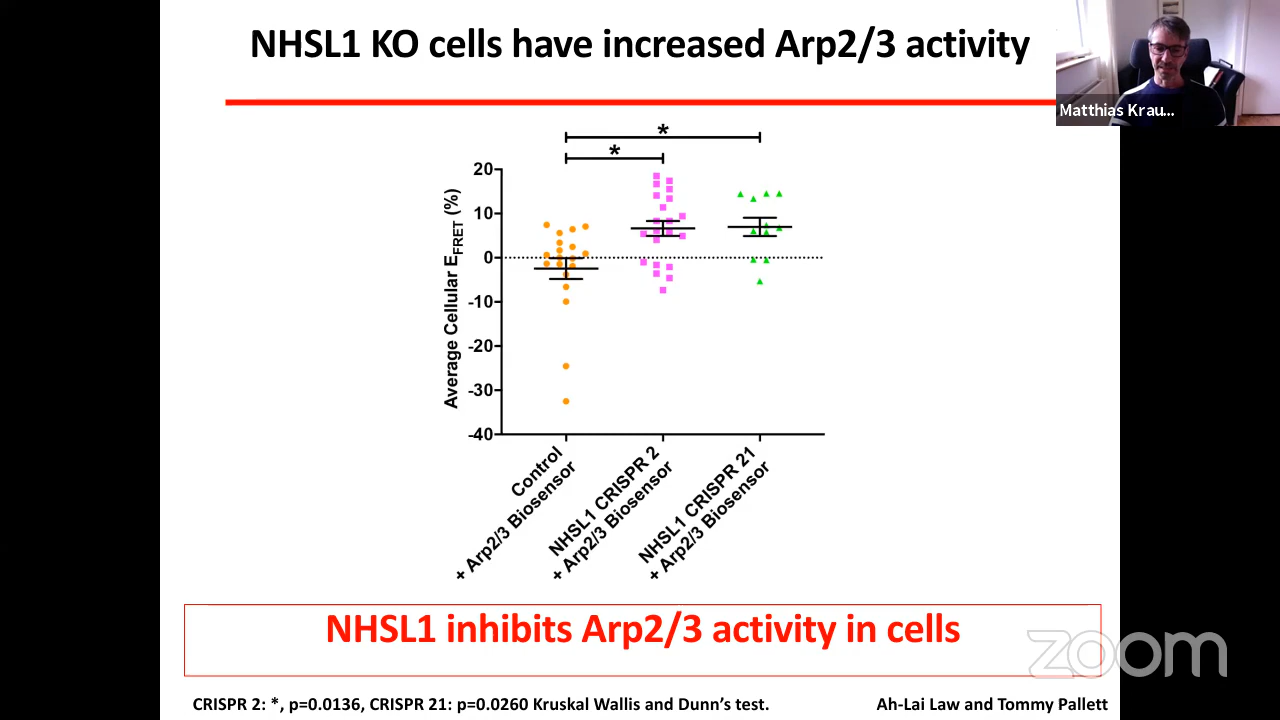 NHSL1 KO cells have increased Arp2/3 activity
Matthias Krau...
*
*
Average Cellular EFRET (%)
20
10
0
-10
-20
-30
-40
Control
+ Arp2/3 Biosensor
NHSL1 CRISPR 2
+ Arp2/3 Biosensor
NHSL1 CRISPR 21
+ Arp2/3 Biosensor
NHSL1 inhibits Arp2/3 activity in cells
zoom
CRISPR 2: *, p=0.0136, CRISPR 21: p=0.0260 Kruskal Wallis and Dunn’s test.
Ah-Lai Law and Tommy Pallett